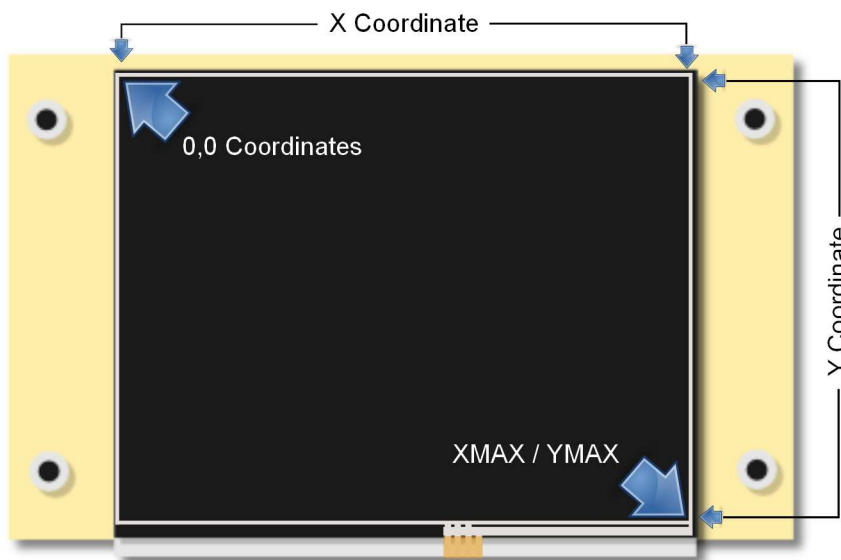 X Coordinate
0,0 Coordinates
Y Coordinate
XMAX / YMAX